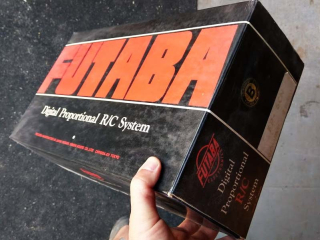 FUTABA
Digital Proportional R/C System
FUTABA
Digital
Proportional
R/C
System